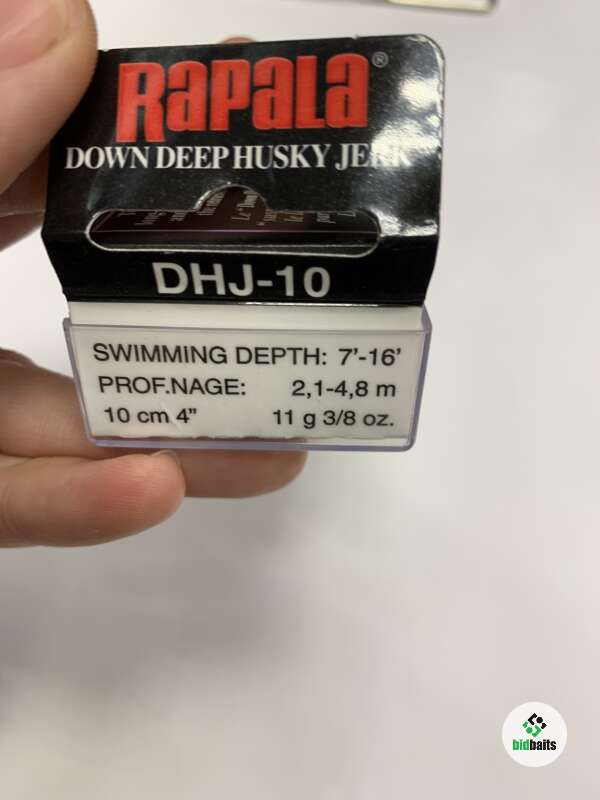 RAPALA®
DOWN DEEP HUSKY JERK
DHJ-10
SWIMMING DEPTH: 7'-16'
PROF.NAGE: 2,1-4,8 m
10 cm 4" 11 g 3/8 oz.
bidbaits